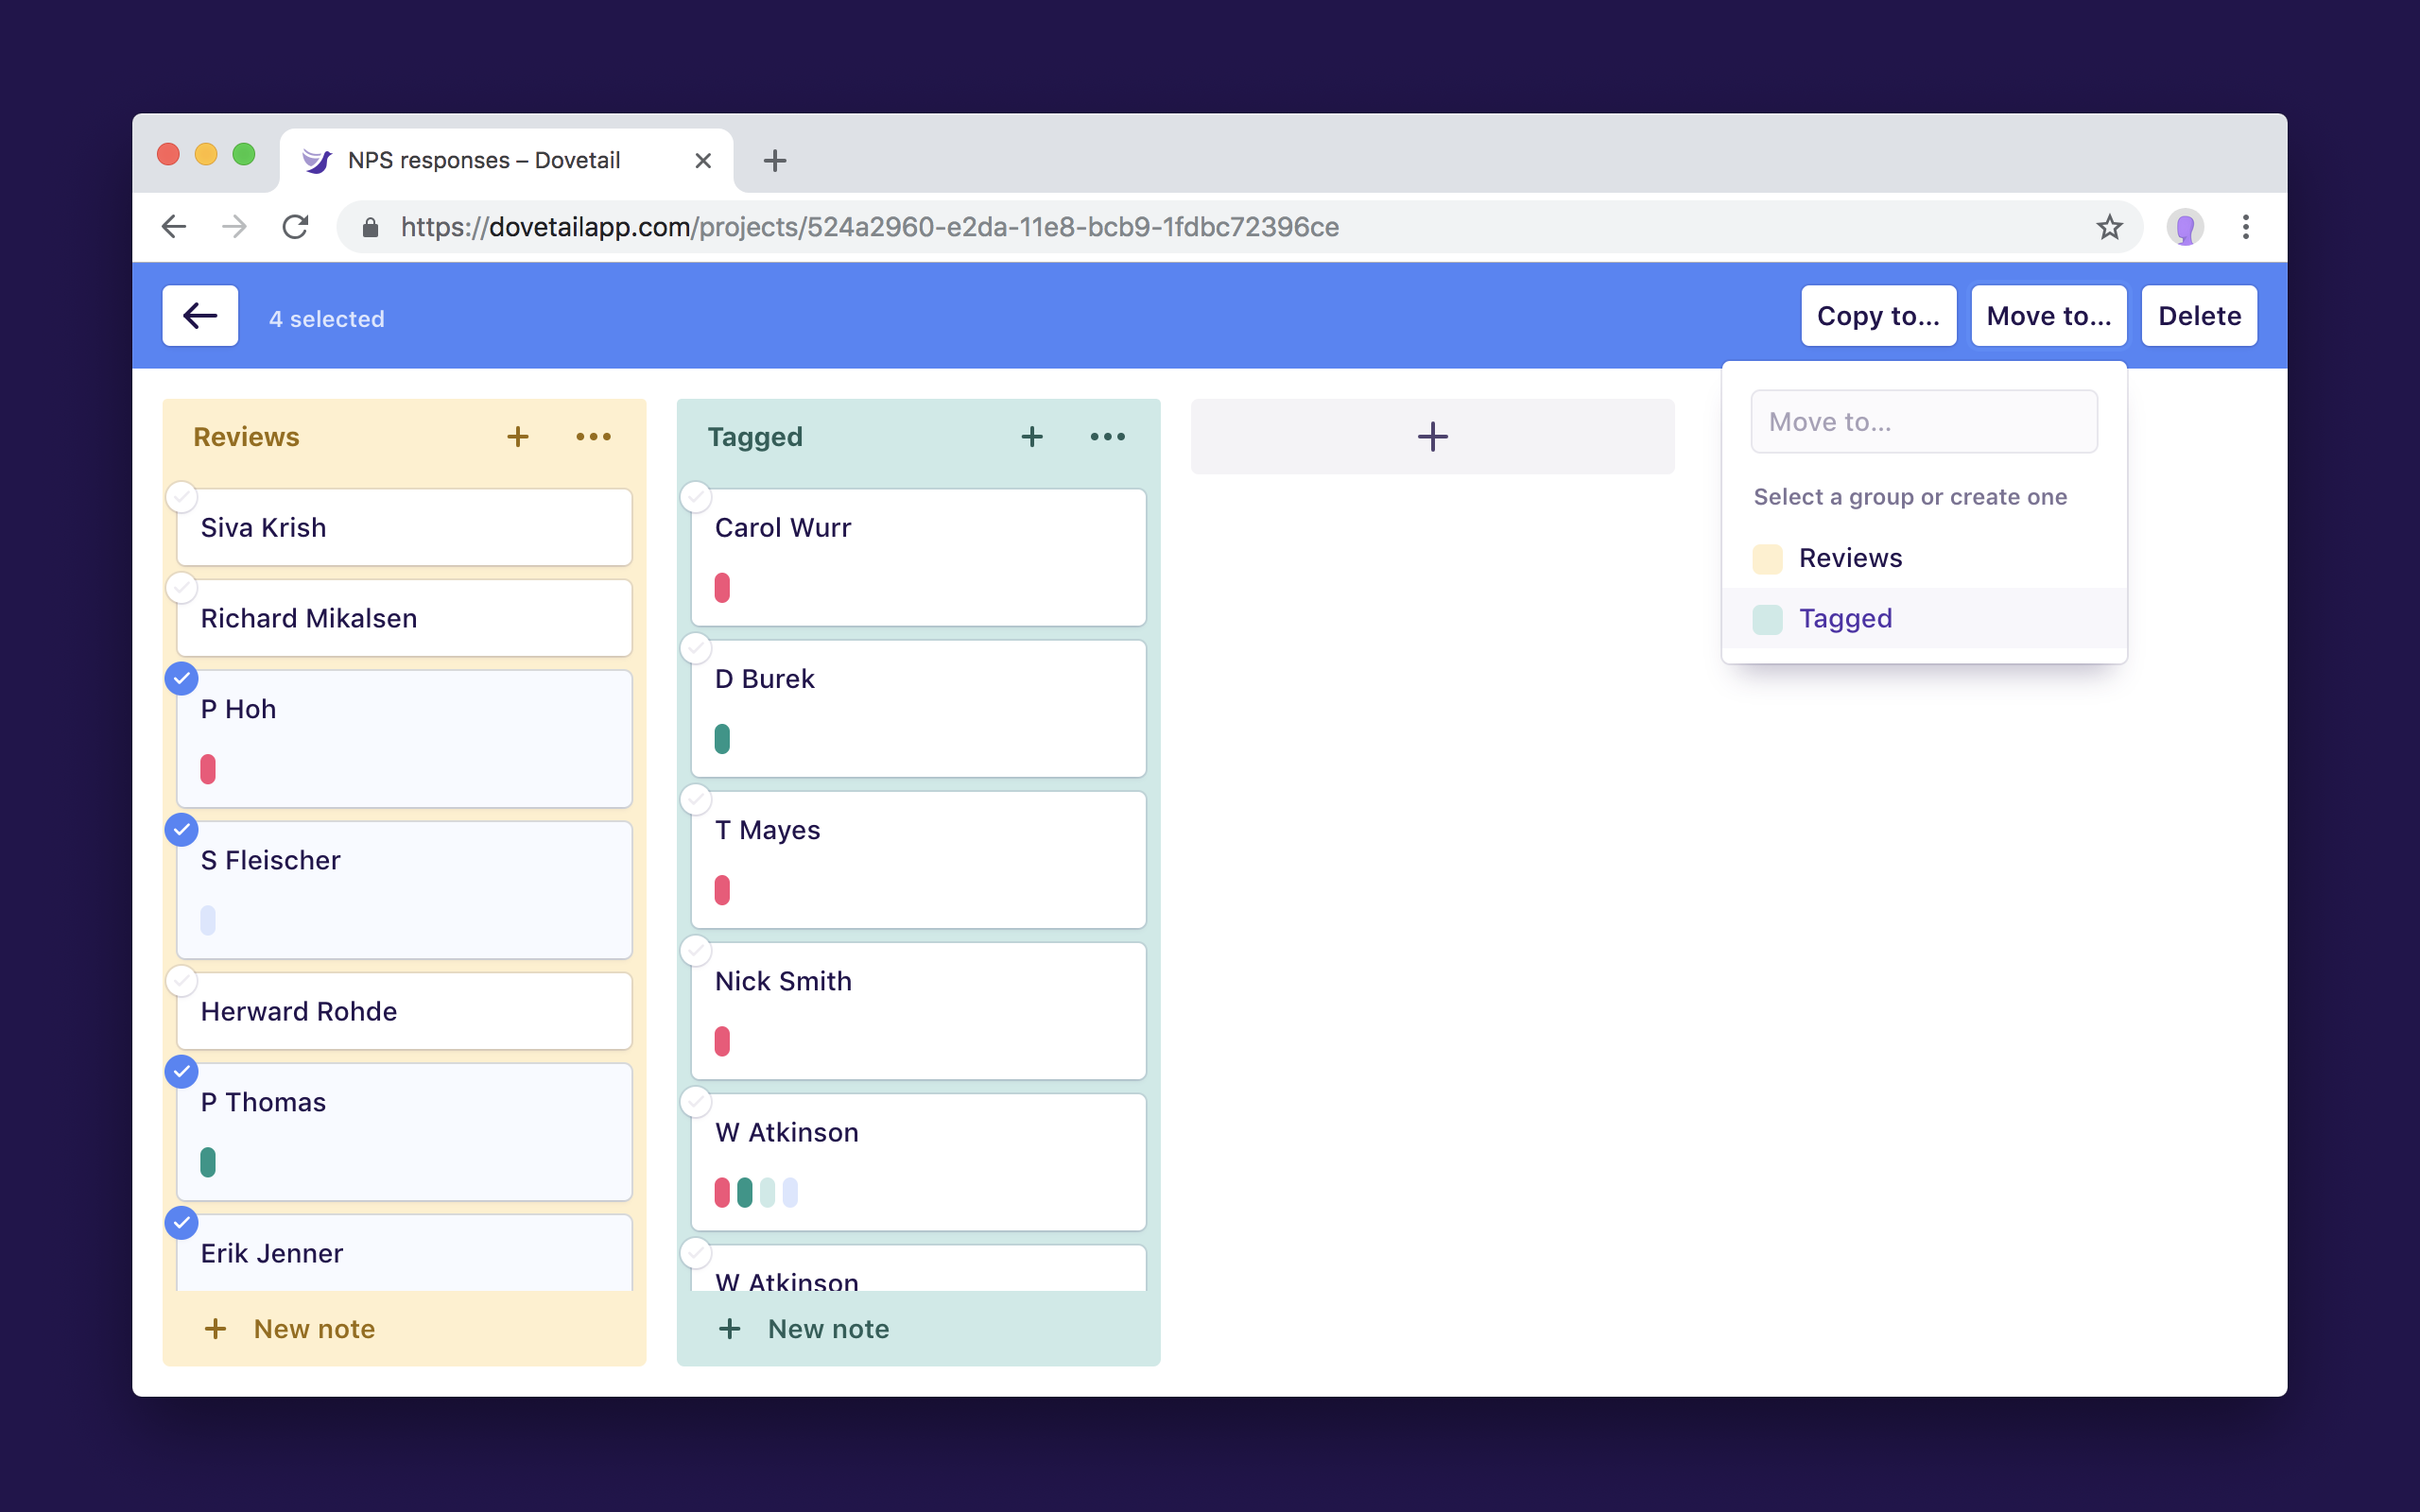 NPS responses – Dovetail
https://dovetailapp.com/projects/524a2960-e2da-11e8-bcb9-1fdbc72396ce
4 selected
Copy to...
Move to...
Delete
Reviews
Siva Krish
Richard Mikalsen
P Hoh
S Fleischer
Herward Rohde
P Thomas
Erik Jenner
New note
Tagged
Carol Wurr
D Burek
T Mayes
Nick Smith
W Atkinson
W Atkinson
New note
Move to...
Select a group or create one
Reviews
Tagged